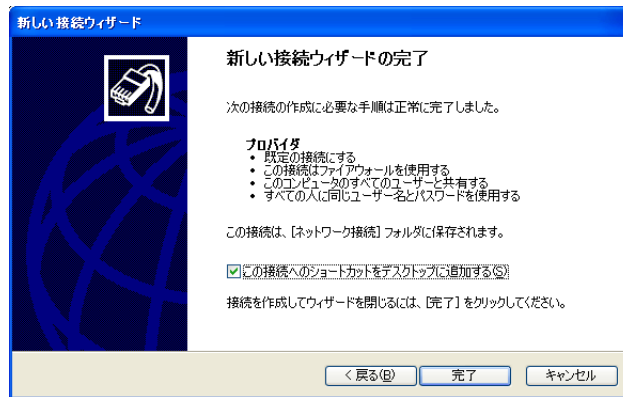 新しい接続ウィザード
新しい接続ウィザードの完了
次の接続の作成に必要な手順は正常に完了しました。
プロバイダ
• 既定の接続にする
• この接続はファイアウォールを使用する
• このコンピュータのすべてのユーザーと共有する
• すべての人に同じユーザー名とパスワードを使用する
この接続は、[ネットワーク接続] フォルダに保存されます。
この接続へのショートカットをデスクトップに追加する(S)
接続を作成してウィザードを閉じるには、[完了] をクリックしてください。
< 戻る(B)
完了
キャンセル